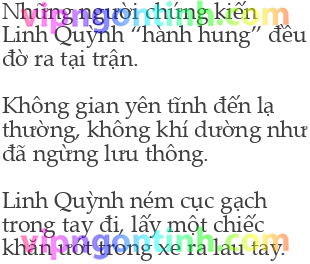 Những người chứng kiến
Linh Quỳnh “hành hung” đều
đờ ra tại trận.
Không gian yên tĩnh đến lạ
thường, không khí dường như
đã ngừng lưu thông.
Linh Quỳnh ném cục gạch
trong tay đi, lấy một chiếc
khăn ướt trong xe ra lau tay.
vipngontinh.com
vipngontinh.com